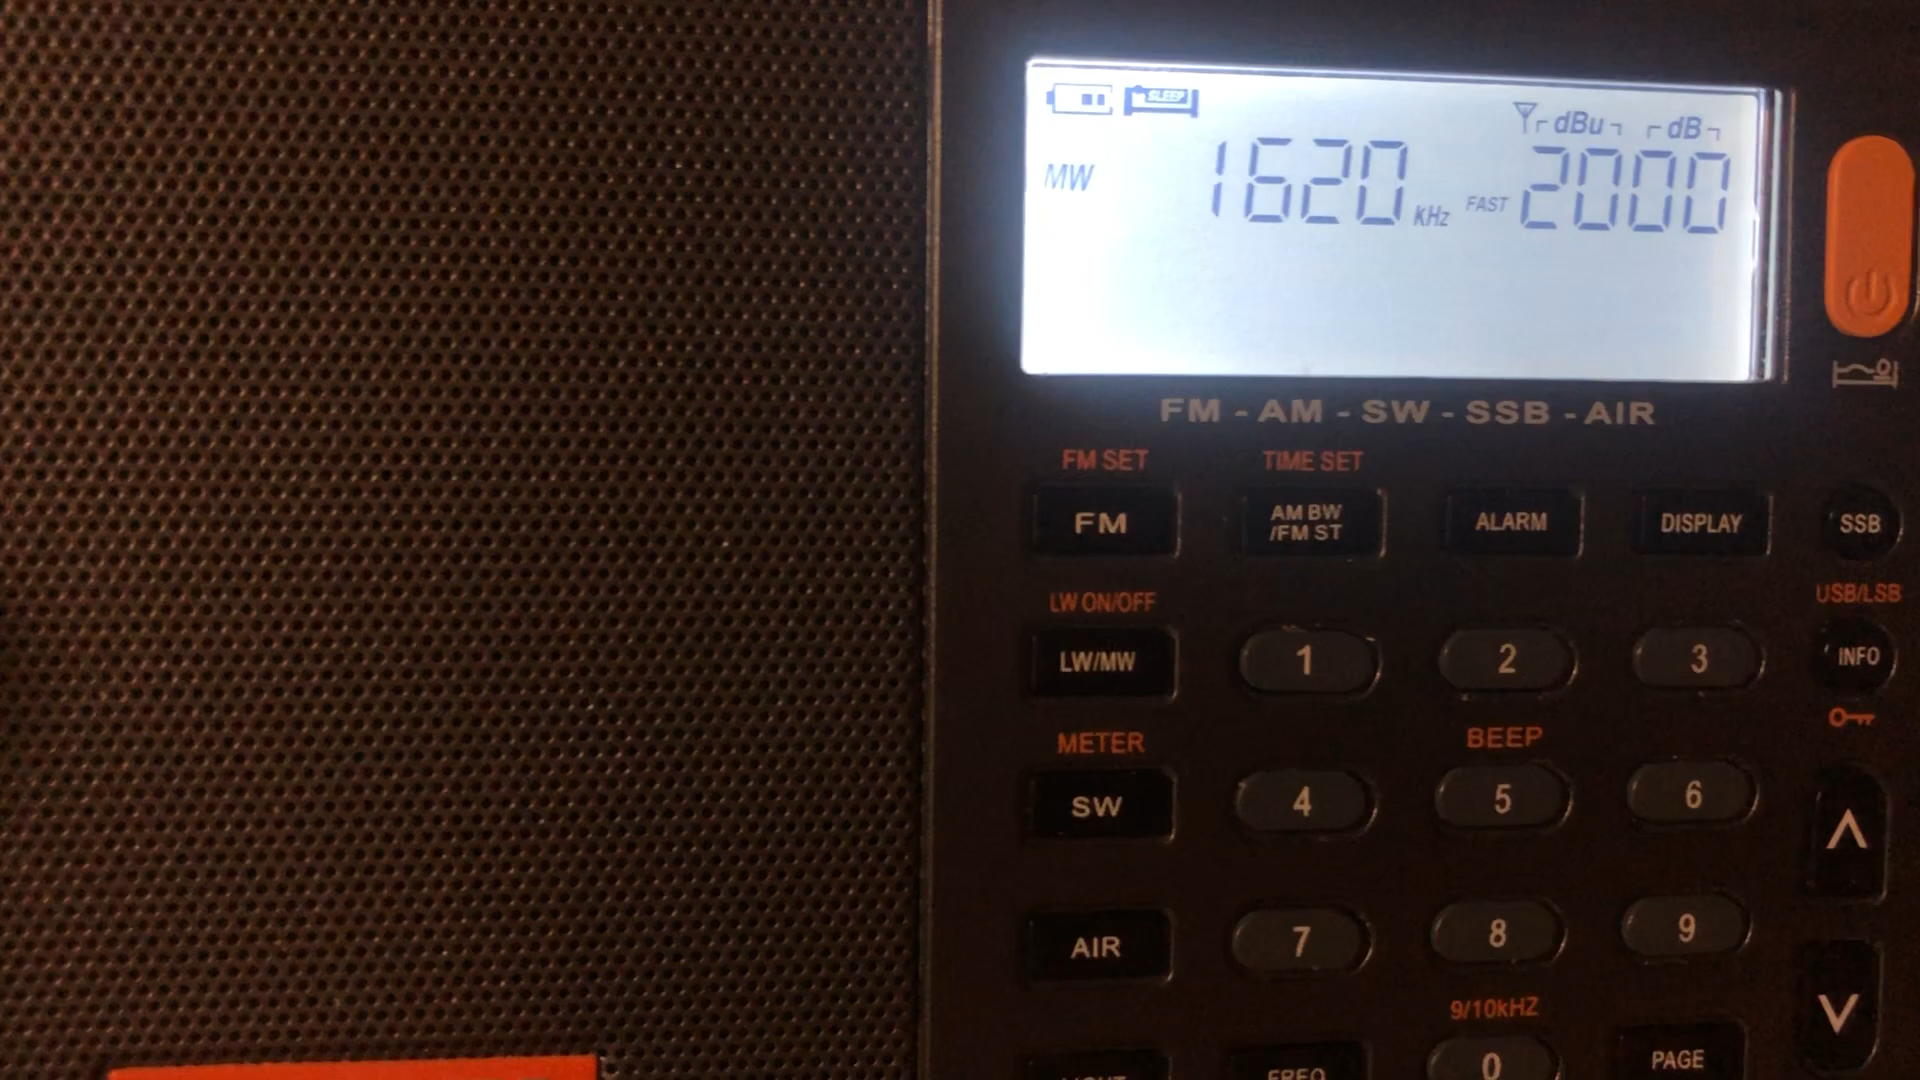 SLEEP
dBu dB
MW 1620 kHz FAST 2000
FM - AM - SW - SSB - AIR
FM SET TIME SET
FM AM BW /FM ST ALARM DISPLAY SSB
LW ON/OFF USB/LSB
LW/MW 1 2 3 INFO
METER BEEP
SW 4 5 6
AIR 7 8 9
9/10kHZ
0 PAGE
FREQ